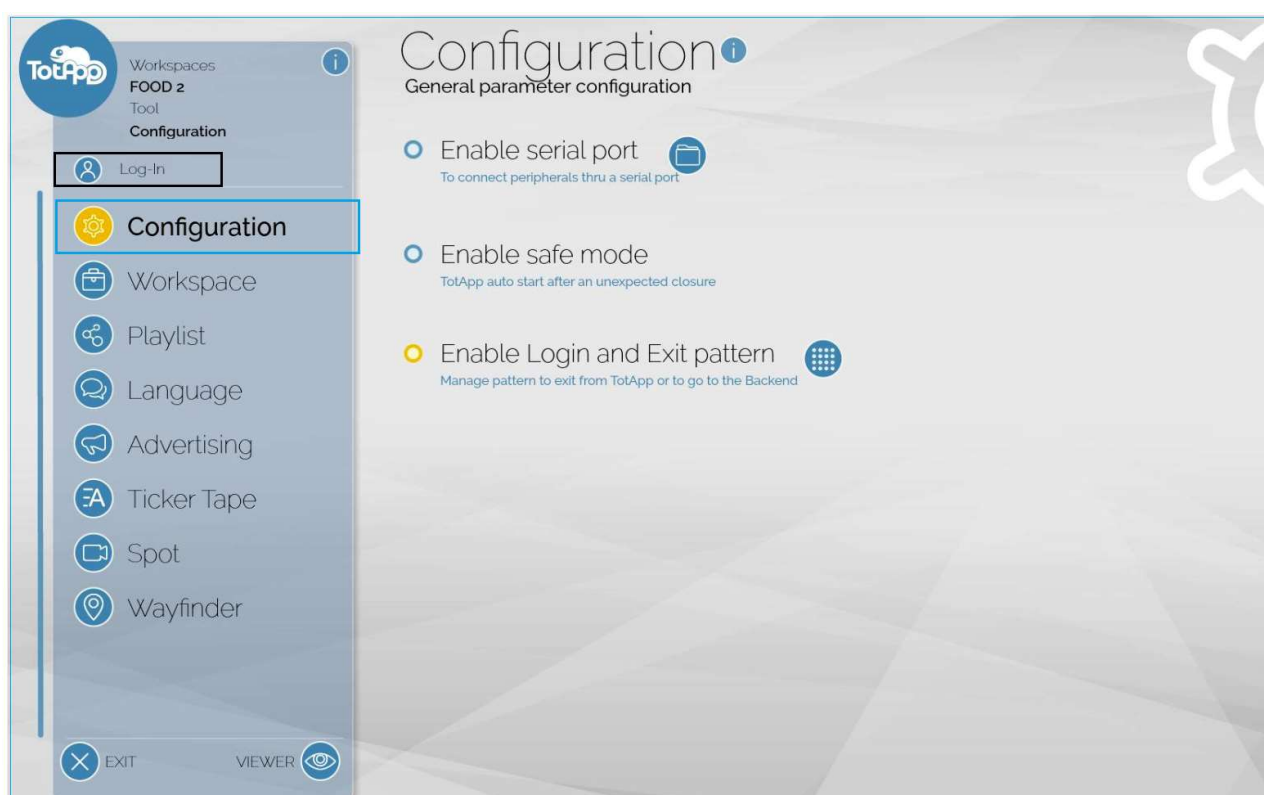 TotApp
Workspaces
FOOD 2
Tool
Configuration
Log-In
Configuration
Workspace
Playlist
Language
Advertising
Ticker Tape
Spot
Wayfinder
EXIT
VIEWER
Configuration
General parameter configuration
Enable serial port
To connect peripherals thru a serial port
Enable safe mode
TotApp auto start after an unexpected closure
Enable Login and Exit pattern
Manage pattern to exit from TotApp or to go to the Backend